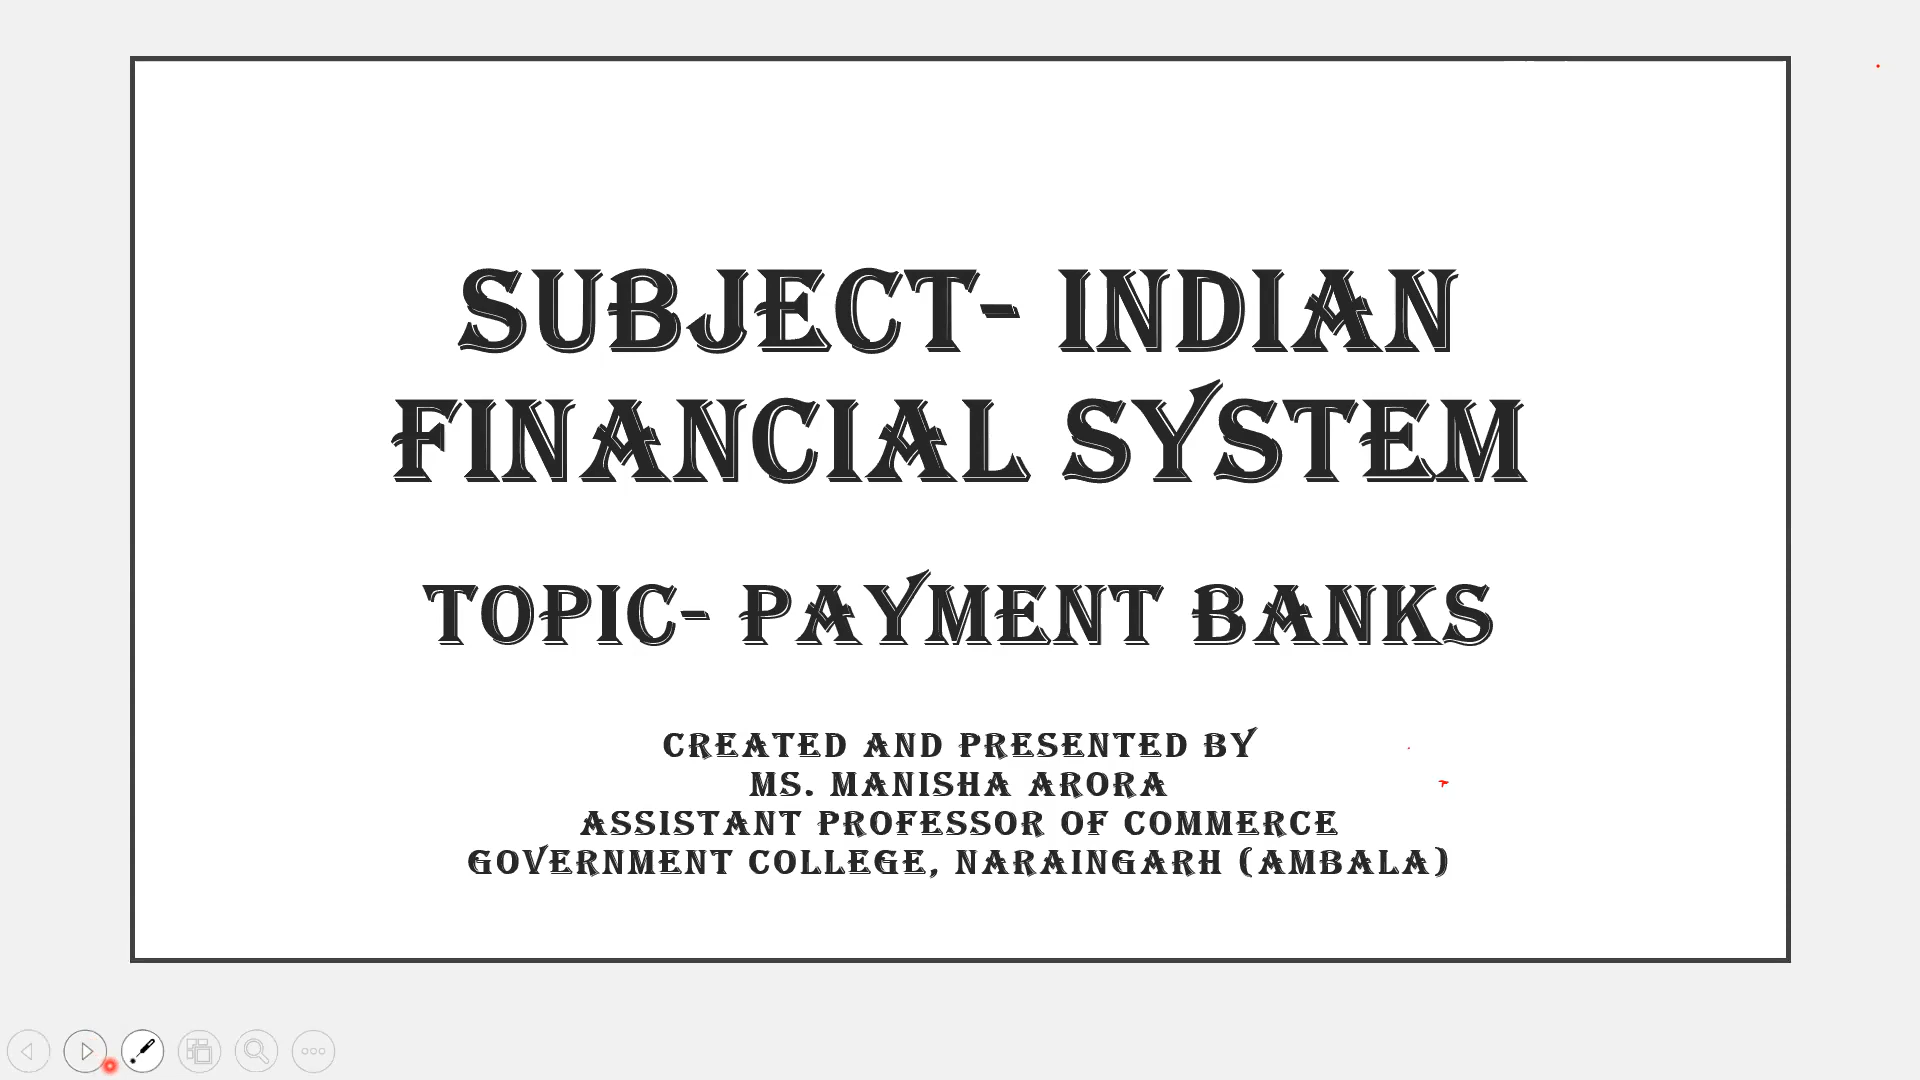 SUBJECT- INDIAN
FINANCIAL SYSTEM
TOPIC- PAYMENT BANKS
CREATED AND PRESENTED BY
MS. MANISHA ARORA
ASSISTANT PROFESSOR OF COMMERCE
GOVERNMENT COLLEGE, NARAINGARH (AMBALA)